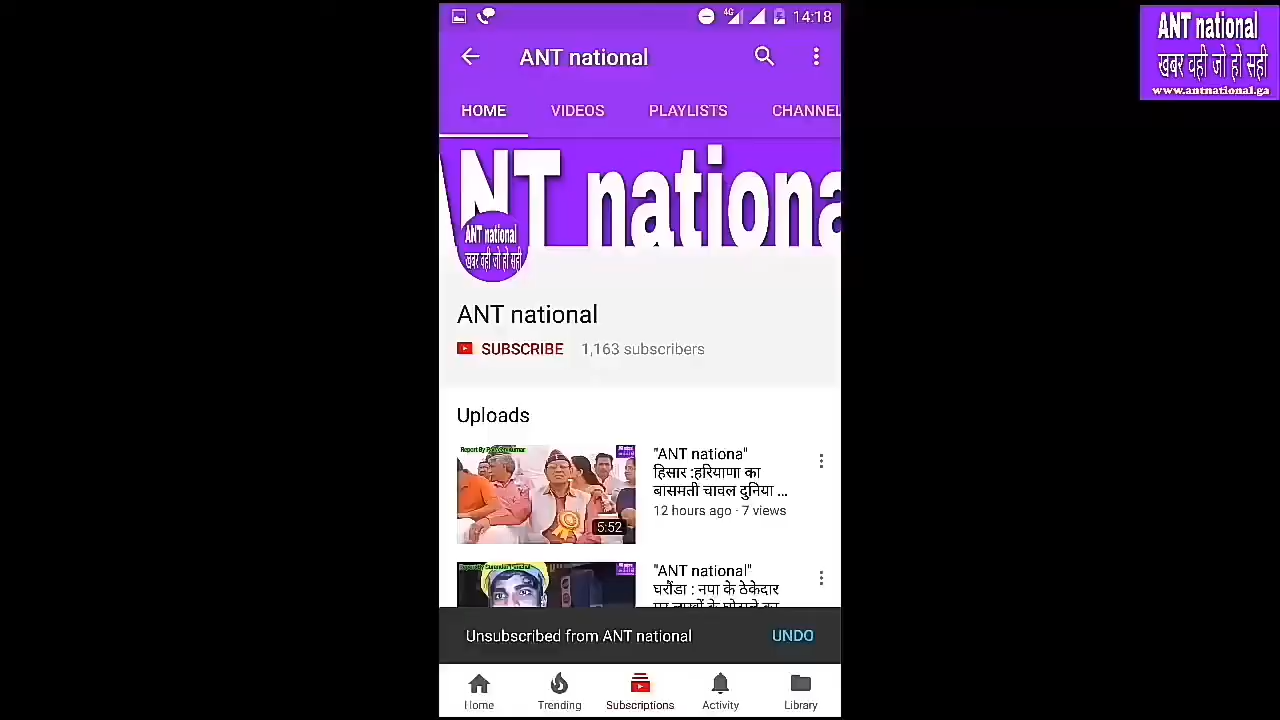 4G 14:18
ANT national
खबर वही जो हो सही
www.antnational.ga
ANT national
HOME VIDEOS PLAYLISTS CHANNEL
ANT nationa
ANT national
खबर वही जो हो सही
ANT national
SUBSCRIBE 1,163 subscribers
Uploads
"ANT nationa"
हिसार :हरियाणा का
बासमती चावल दुनिया ...
12 hours ago · 7 views
5:52
"ANT national"
घरौंडा : नपा के ठेकेदार
Unsubscribed from ANT national UNDO
Home Trending Subscriptions Activity Library